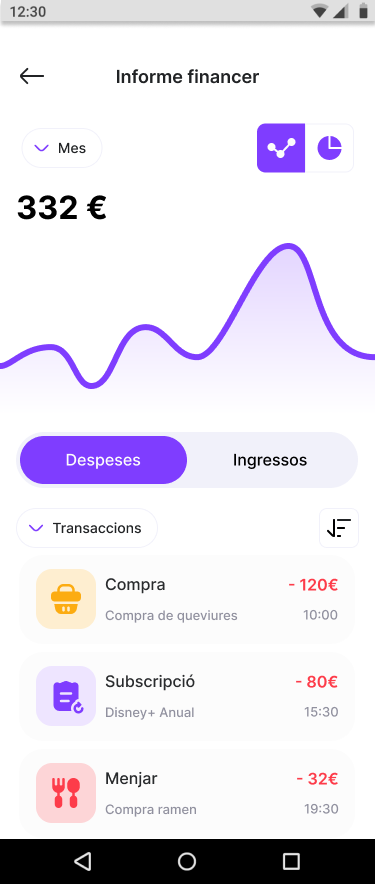 12:30
Informe financer
Mes
332 €
Despeses
Ingressos
Transaccions
Compra
- 120€
Compra de queviures
10:00
Subscripció
- 80€
Disney+ Anual
15:30
Menjar
- 32€
Compra ramen
19:30